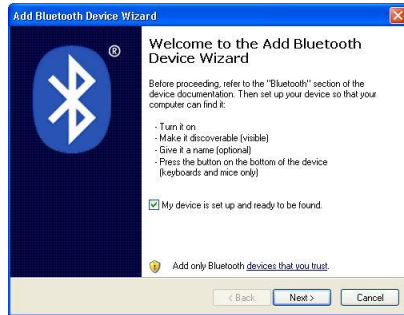 Add Bluetooth Device Wizard
®
Welcome to the Add Bluetooth
Device Wizard
Before proceeding, refer to the "Bluetooth" section of the
device documentation. Then set up your device so that your
computer can find it:
- Turn it on
- Make it discoverable (visible)
- Give it a name (optional)
- Press the button on the bottom of the device
(keyboards and mice only)
My device is set up and ready to be found.
Add only Bluetooth devices that you trust.
< Back Next > Cancel